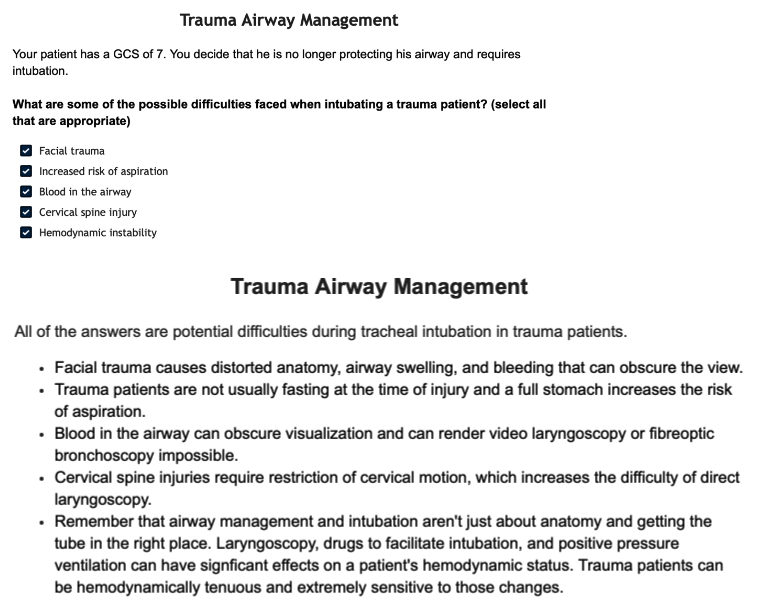 Trauma Airway Management
Your patient has a GCS of 7. You decide that he is no longer protecting his airway and requires
intubation.
What are some of the possible difficulties faced when intubating a trauma patient? (select all
that are appropriate)
Facial trauma
Increased risk of aspiration
Blood in the airway
Cervical spine injury
Hemodynamic instability
Trauma Airway Management
All of the answers are potential difficulties during tracheal intubation in trauma patients.
• Facial trauma causes distorted anatomy, airway swelling, and bleeding that can obscure the view.
• Trauma patients are not usually fasting at the time of injury and a full stomach increases the risk
of aspiration.
• Blood in the airway can obscure visualization and can render video laryngoscopy or fibreoptic
bronchoscopy impossible.
• Cervical spine injuries require restriction of cervical motion, which increases the difficulty of direct
laryngoscopy.
• Remember that airway management and intubation aren't just about anatomy and getting the
tube in the right place. Laryngoscopy, drugs to facilitate intubation, and positive pressure
ventilation can have signficant effects on a patient's hemodynamic status. Trauma patients can
be hemodynamically tenuous and extremely sensitive to those changes.